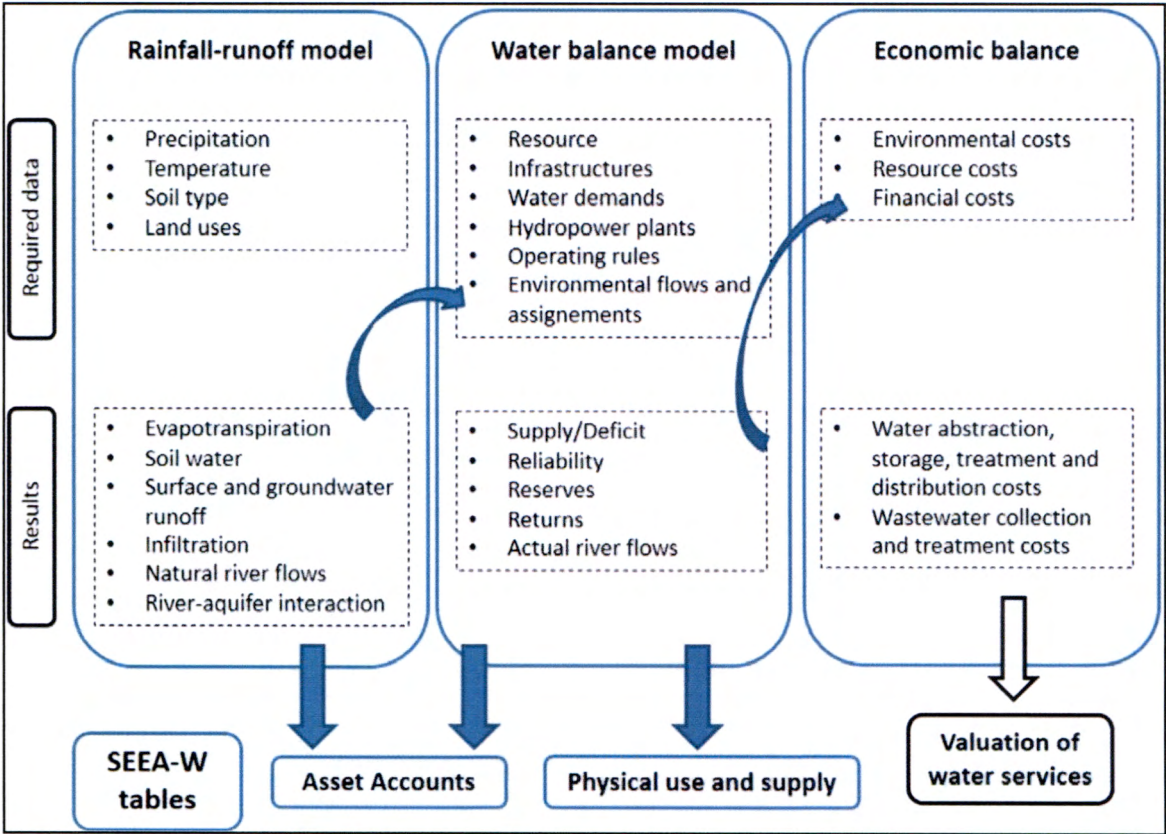 Rainfall-runoff model
Water balance model
Economic balance
Required data
• Precipitation
• Temperature
• Soil type
• Land uses
• Resource
• Infrastructures
• Water demands
• Hydropower plants
• Operating rules
• Environmental flows and
assignements
• Environmental costs
• Resource costs
• Financial costs
Results
• Evapotranspiration
• Soil water
• Surface and groundwater
runoff
• Infiltration
• Natural river flows
• River-aquifer interaction
• Supply/Deficit
• Reliability
• Reserves
• Returns
• Actual river flows
• Water abstraction,
storage, treatment and
distribution costs
• Wastewater collection
and treatment costs
SEEA-W
tables
Asset Accounts
Physical use and supply
Valuation of
water services